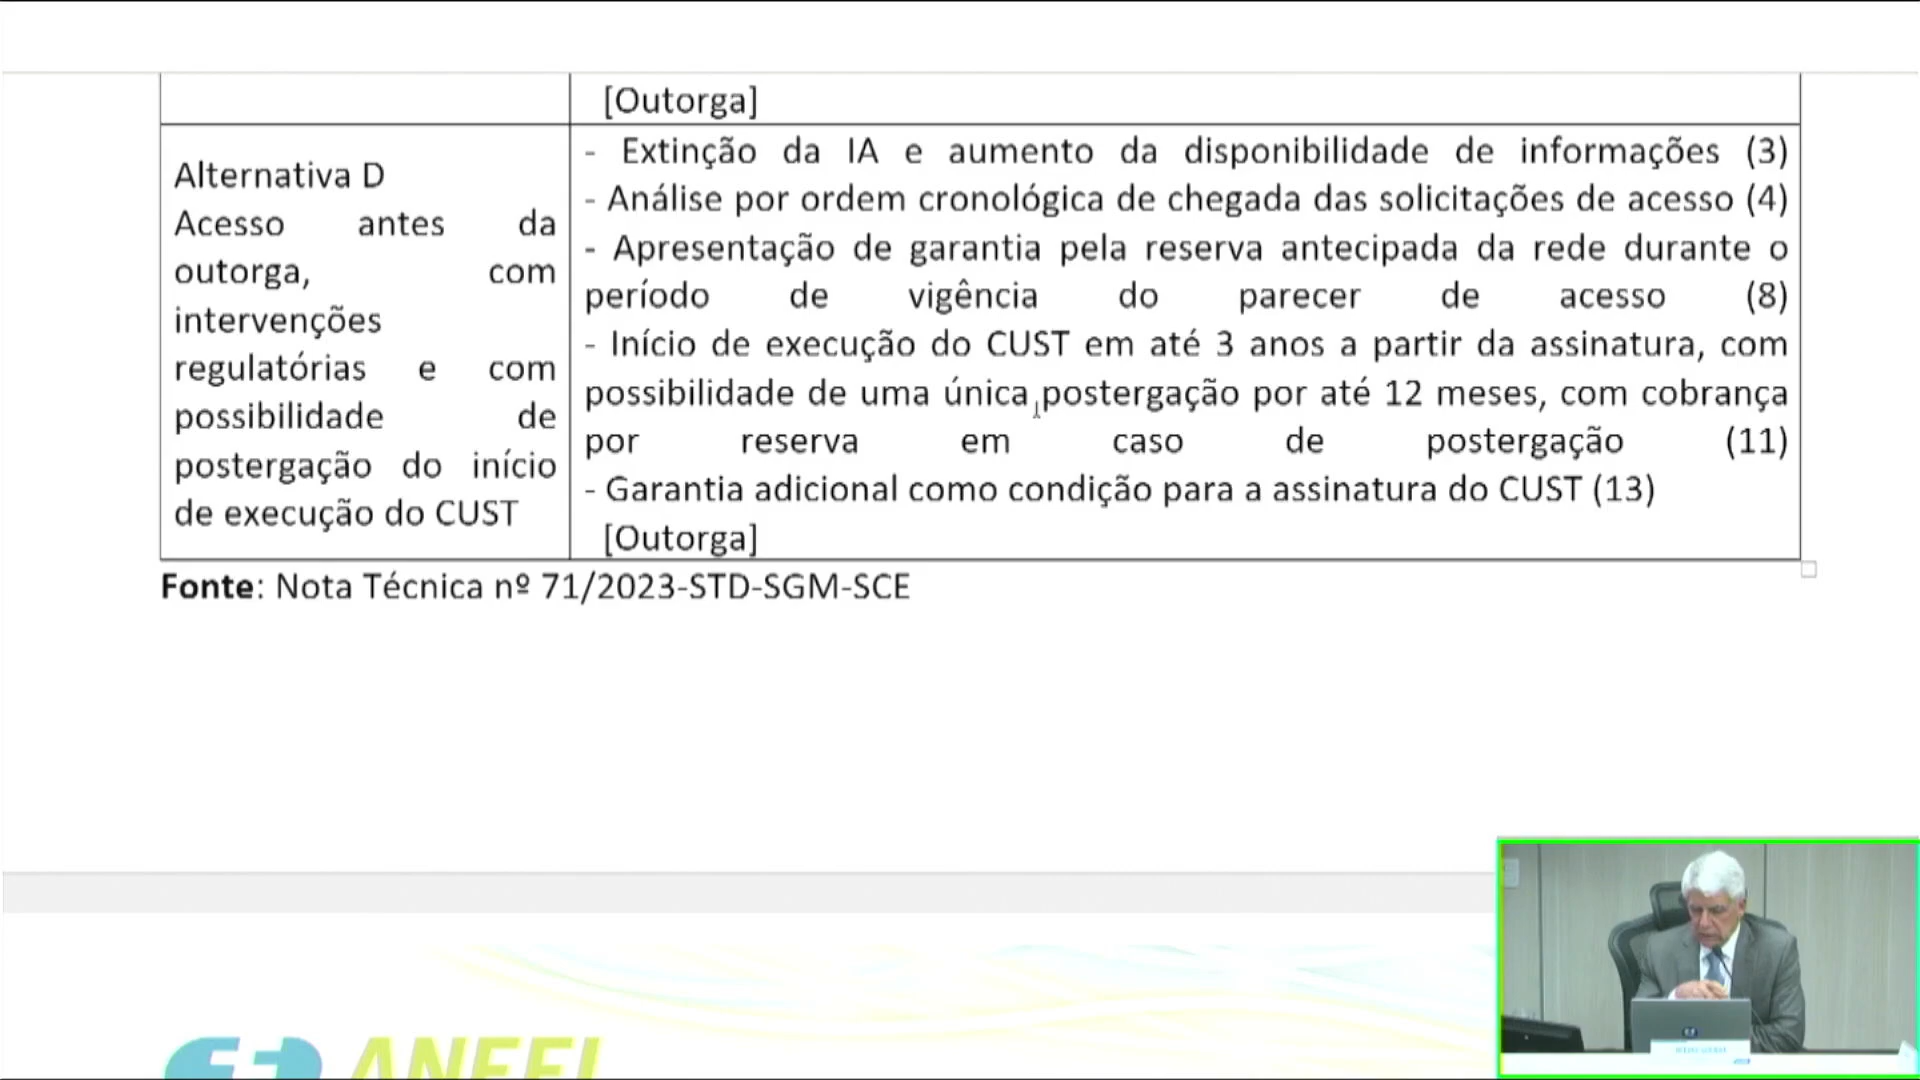 [Outorga]
Alternativa D
Acesso antes da
outorga, com
intervenções
regulatórias e com
possibilidade de
postergação do início
de execução do CUST
- Extinção da IA e aumento da disponibilidade de informações (3)
- Análise por ordem cronológica de chegada das solicitações de acesso (4)
- Apresentação de garantia pela reserva antecipada da rede durante o
período de vigência do parecer de acesso (8)
- Início de execução do CUST em até 3 anos a partir da assinatura, com
possibilidade de uma única postergação por até 12 meses, com cobrança
por reserva em caso de postergação (11)
- Garantia adicional como condição para a assinatura do CUST (13)
[Outorga]
Fonte: Nota Técnica nº 71/2023-STD-SGM-SCE
ANEEL